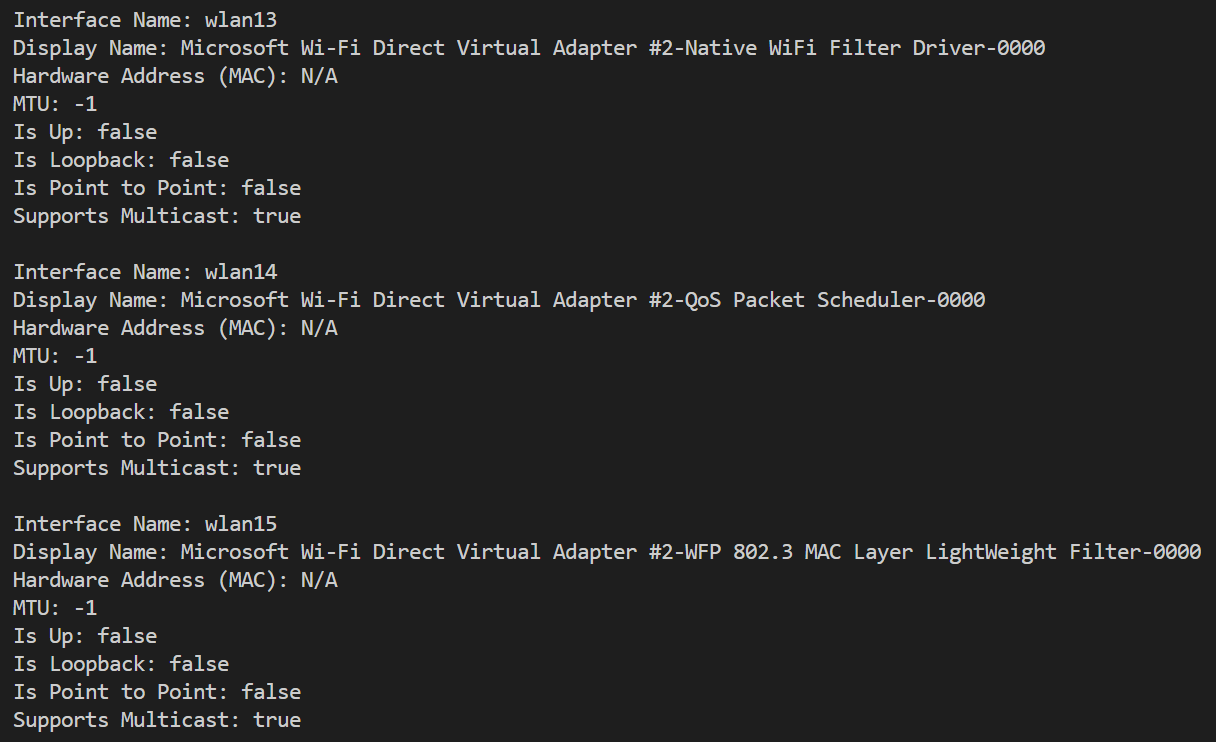 Interface Name: wlan13
Display Name: Microsoft Wi-Fi Direct Virtual Adapter #2-Native WiFi Filter Driver-0000
Hardware Address (MAC): N/A
MTU: -1
Is Up: false
Is Loopback: false
Is Point to Point: false
Supports Multicast: true
Interface Name: wlan14
Display Name: Microsoft Wi-Fi Direct Virtual Adapter #2-QoS Packet Scheduler-0000
Hardware Address (MAC): N/A
MTU: -1
Is Up: false
Is Loopback: false
Is Point to Point: false
Supports Multicast: true
Interface Name: wlan15
Display Name: Microsoft Wi-Fi Direct Virtual Adapter #2-WFP 802.3 MAC Layer LightWeight Filter-0000
Hardware Address (MAC): N/A
MTU: -1
Is Up: false
Is Loopback: false
Is Point to Point: false
Supports Multicast: true